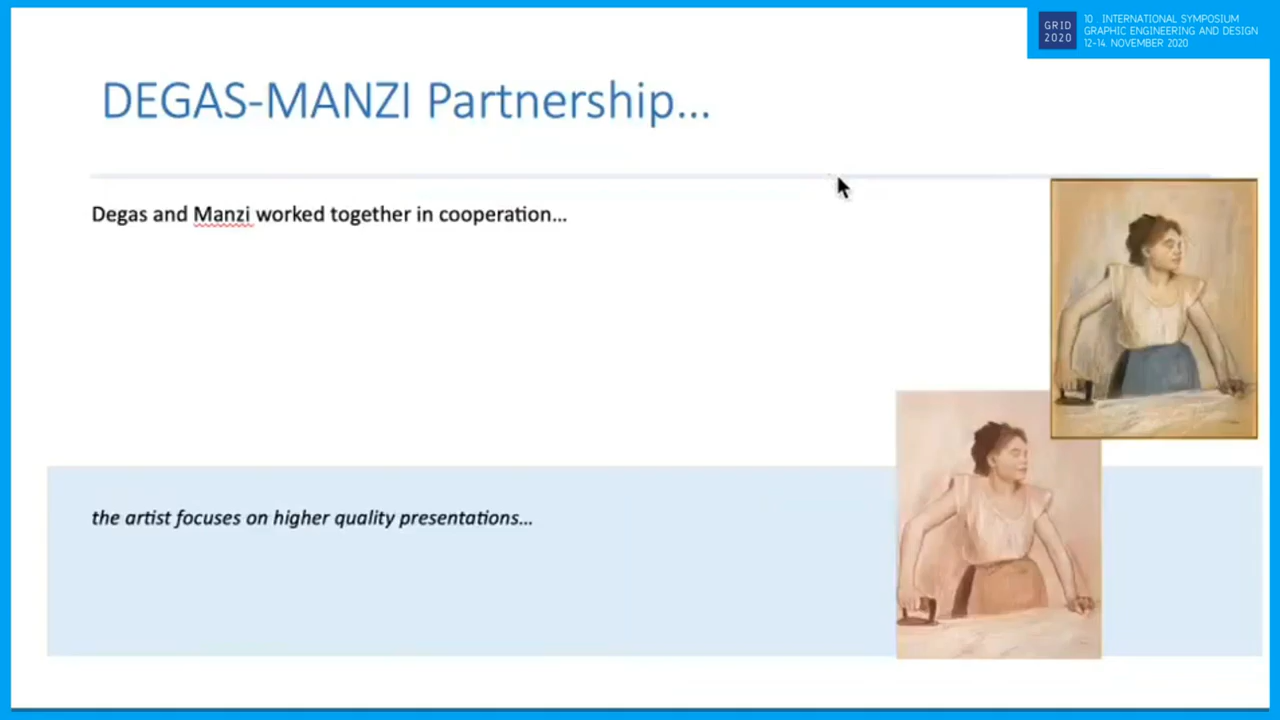 GRID
2020
10 . INTERNATIONAL SYMPOSIUM
GRAPHIC ENGINEERING AND DESIGN
12-14. NOVEMBER 2020
DEGAS-MANZI Partnership...
Degas and Manzi worked together in cooperation...
the artist focuses on higher quality presentations...